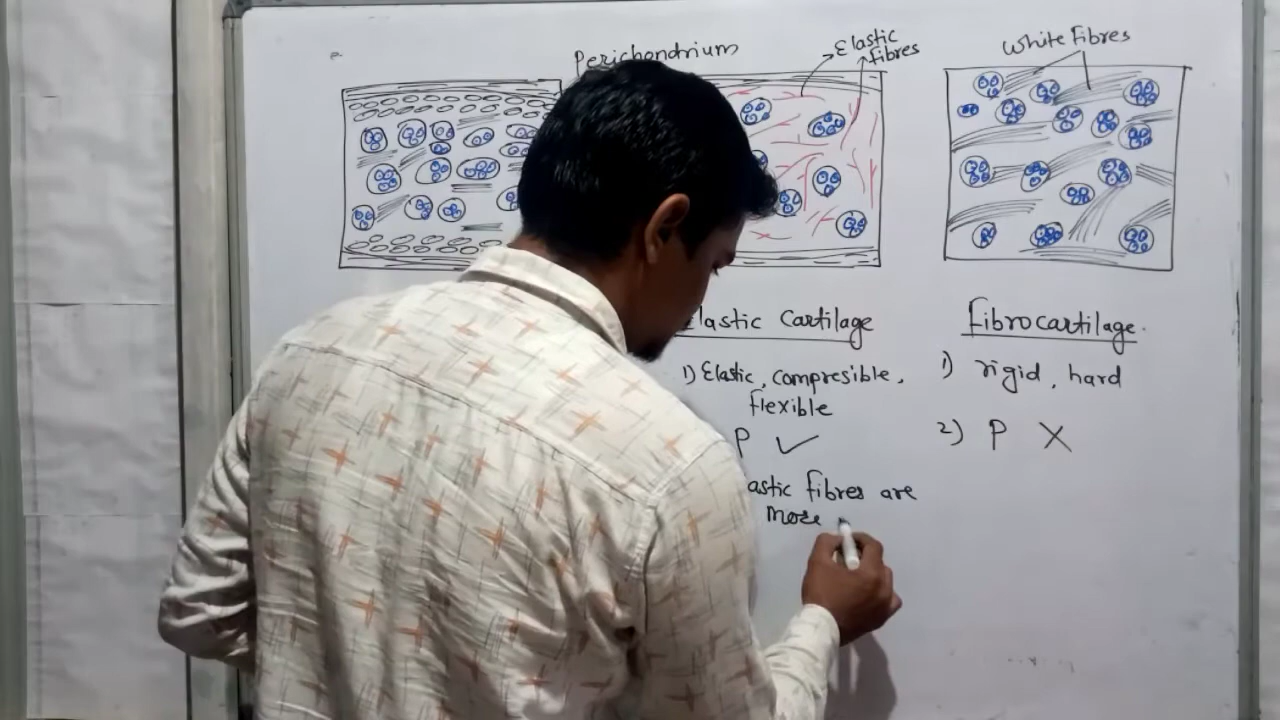 Perichondrium
Elastic
fibres
White Fibres
Elastic Cartilage
1) Elastic, compresible,
flexible
P ✓
astic fibres are
more
Fibrocartilage.
1) rigid, hard
2) P X